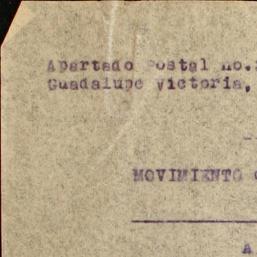 Apartado Postal No.
Guadalupe Victoria,
MOVIMIENTO
A